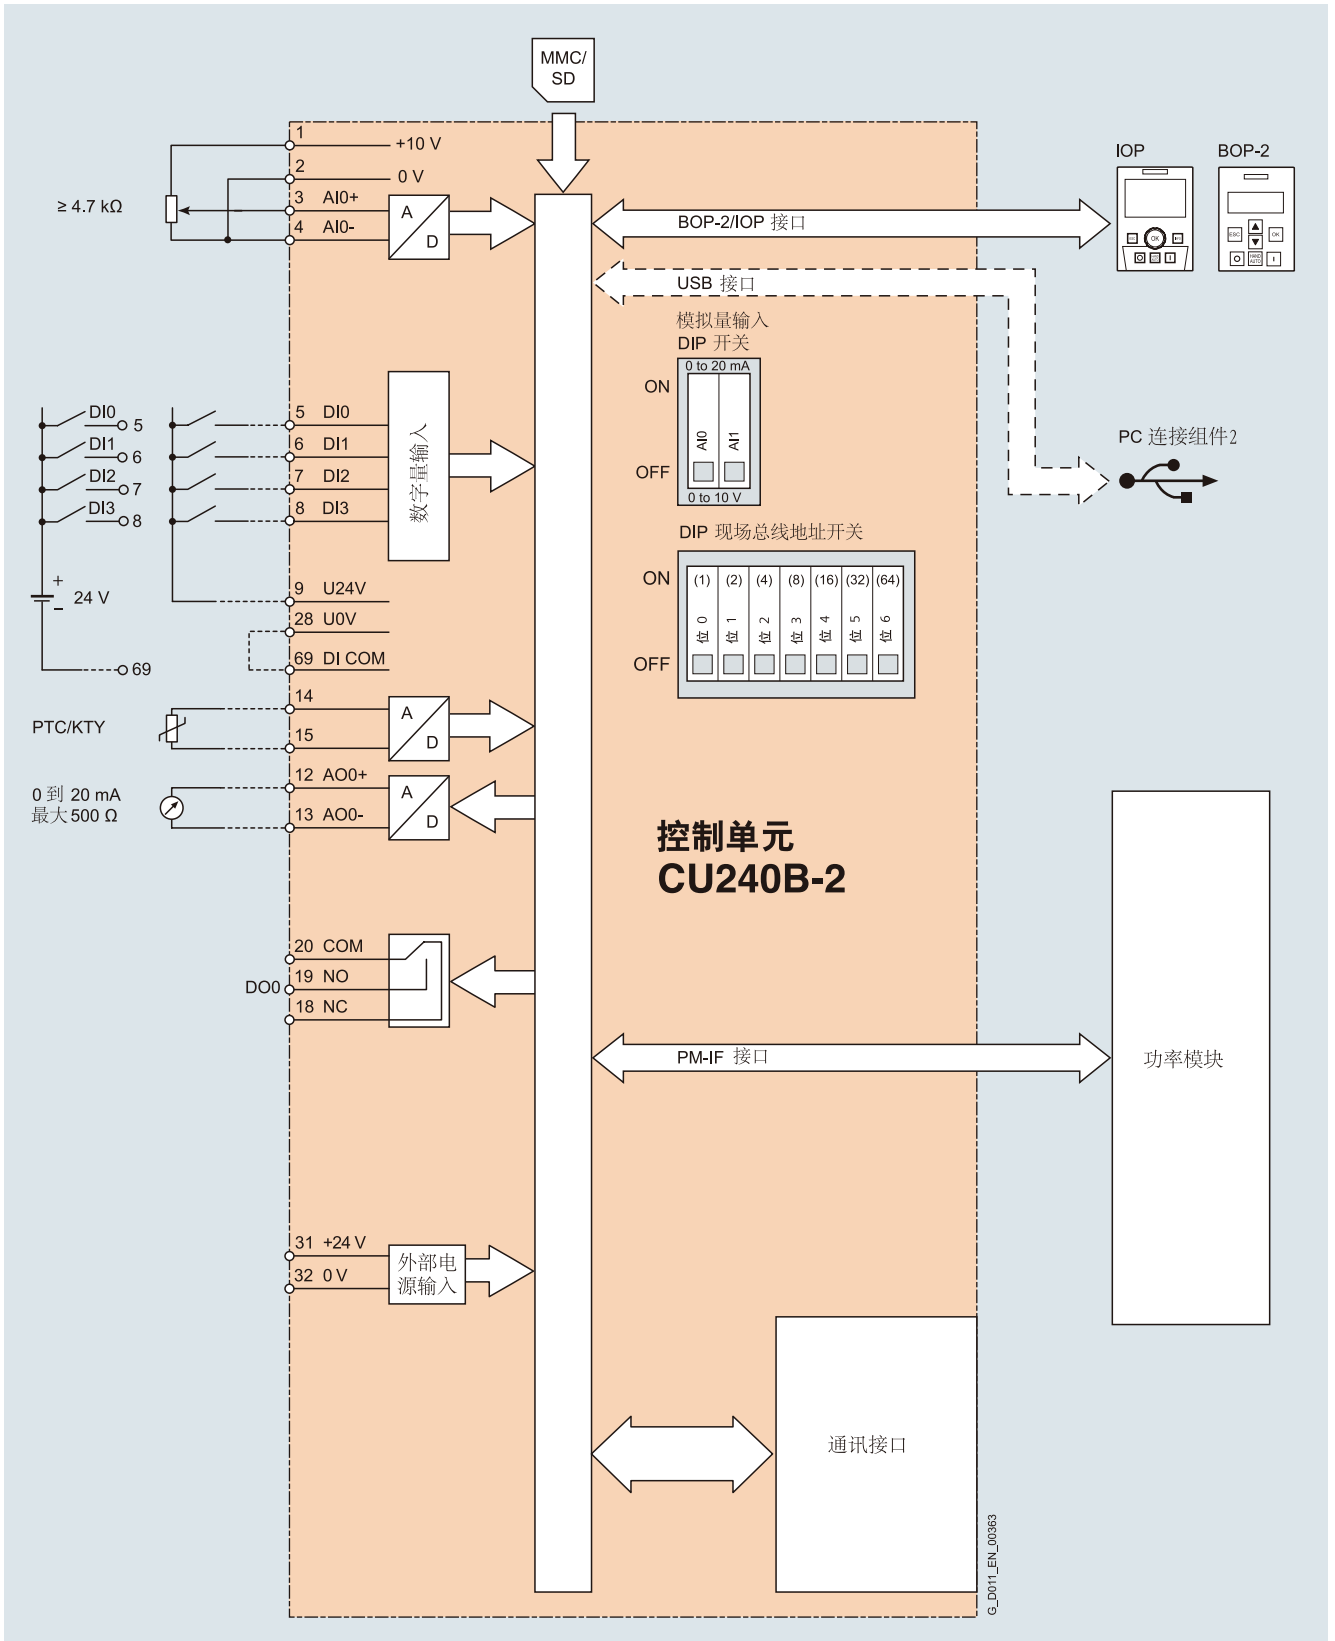 MMC/
SD
1
+10 V
2
0 V
≥ 4.7 kΩ
3 AI0+
4 AI0-
A
D
IOP
BOP-2
BOP-2/IOP 接口
ESC
OK
HAND
AUTO
I
USB 接口
模拟量输入
DIP 开关
0 to 20 mA
ON
AI0
AI1
OFF
0 to 10 V
PC 连接组件2
DI0 5
DI1 6
DI2 7
DI3 8
5 DI0
6 DI1
7 DI2
8 DI3
数字量输入
+
24 V
–
69
9 U24V
28 U0V
69 DI COM
DIP 现场总线地址开关
ON
(1) (2) (4) (8) (16) (32) (64)
位 0 位 1 位 2 位 3 位 4 位 5 位 6
OFF
PTC/KTY
14
15
A
D
0 到 20 mA
最大 500 Ω
12 AO0+
13 AO0-
A
D
控制单元
CU240B-2
DO0
20 COM
19 NO
18 NC
PM-IF 接口
功率模块
31 +24 V
32 0 V
外部电
源输入
通讯接口
G_D011_EN_00363